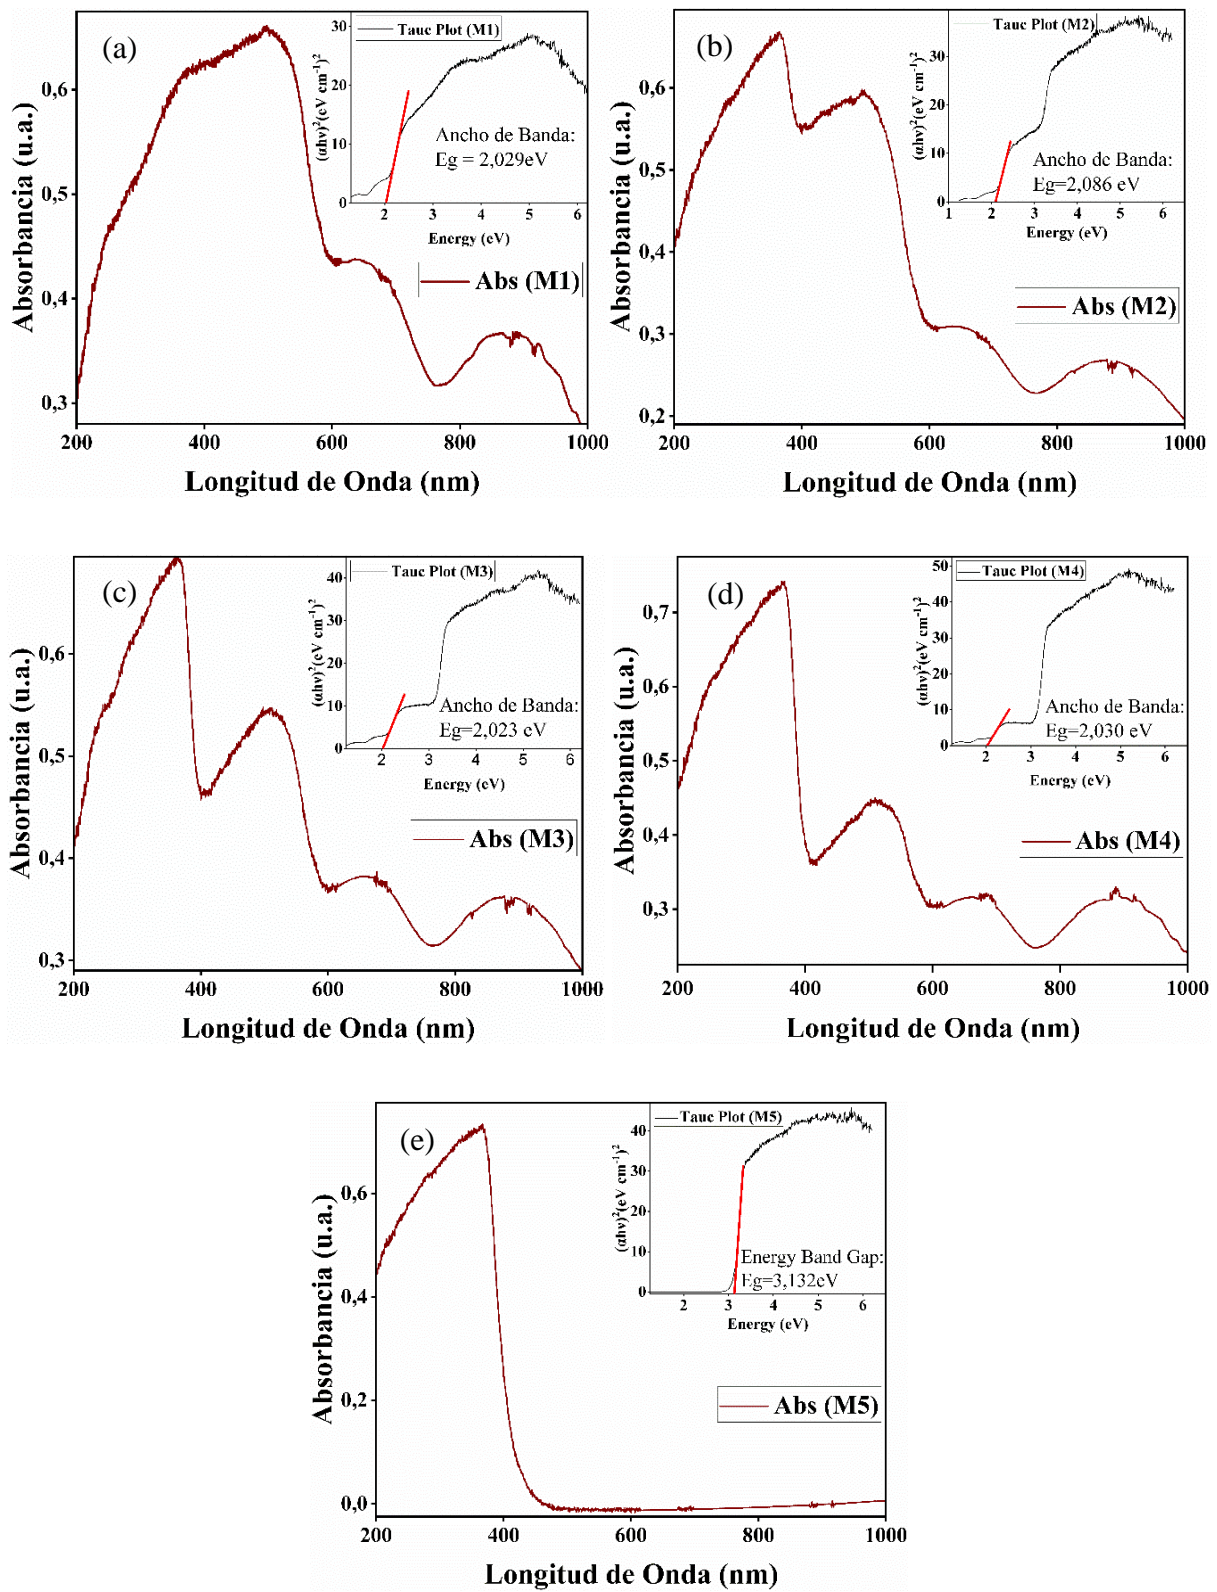 (a)
Tauc Plot (M1)
(αhν)²(eV cm⁻¹)²
30
20
10
0
2
3
4
5
6
Energy (eV)
Ancho de Banda:
Eg = 2,029eV
Abs (M1)
Absorbancia (u.a.)
0,6
0,5
0,4
0,3
200
400
600
800
1000
Longitud de Onda (nm)
(b)
Tauc Plot (M2)
(αhν)²(eV cm⁻¹)²
30
20
10
0
1
2
3
4
5
6
Energy (eV)
Ancho de Banda:
Eg=2,086 eV
Abs (M2)
Absorbancia (u.a.)
0,6
0,5
0,4
0,3
0,2
200
400
600
800
1000
Longitud de Onda (nm)
(c)
Tauc Plot (M3)
(αhν)²(eV cm⁻¹)²
40
30
20
10
0
2
3
4
5
6
Energy (eV)
Ancho de Banda:
Eg=2,023 eV
Abs (M3)
Absorbancia (u.a.)
0,6
0,5
0,4
0,3
200
400
600
800
1000
Longitud de Onda (nm)
(d)
Tauc Plot (M4)
(αhν)²(eV cm⁻¹)²
50
40
30
20
10
0
2
3
4
5
6
Energy (eV)
Ancho de Banda:
Eg=2,030 eV
Abs (M4)
Absorbancia (u.a.)
0,7
0,6
0,5
0,4
0,3
200
400
600
800
1000
Longitud de Onda (nm)
(e)
Tauc Plot (M5)
(αhν)²(eV cm⁻¹)²
40
30
20
10
0
2
3
4
5
6
Energy (eV)
Energy Band Gap:
Eg=3,132eV
Abs (M5)
Absorbancia (u.a.)
0,6
0,4
0,2
0,0
200
400
600
800
1000
Longitud de Onda (nm)